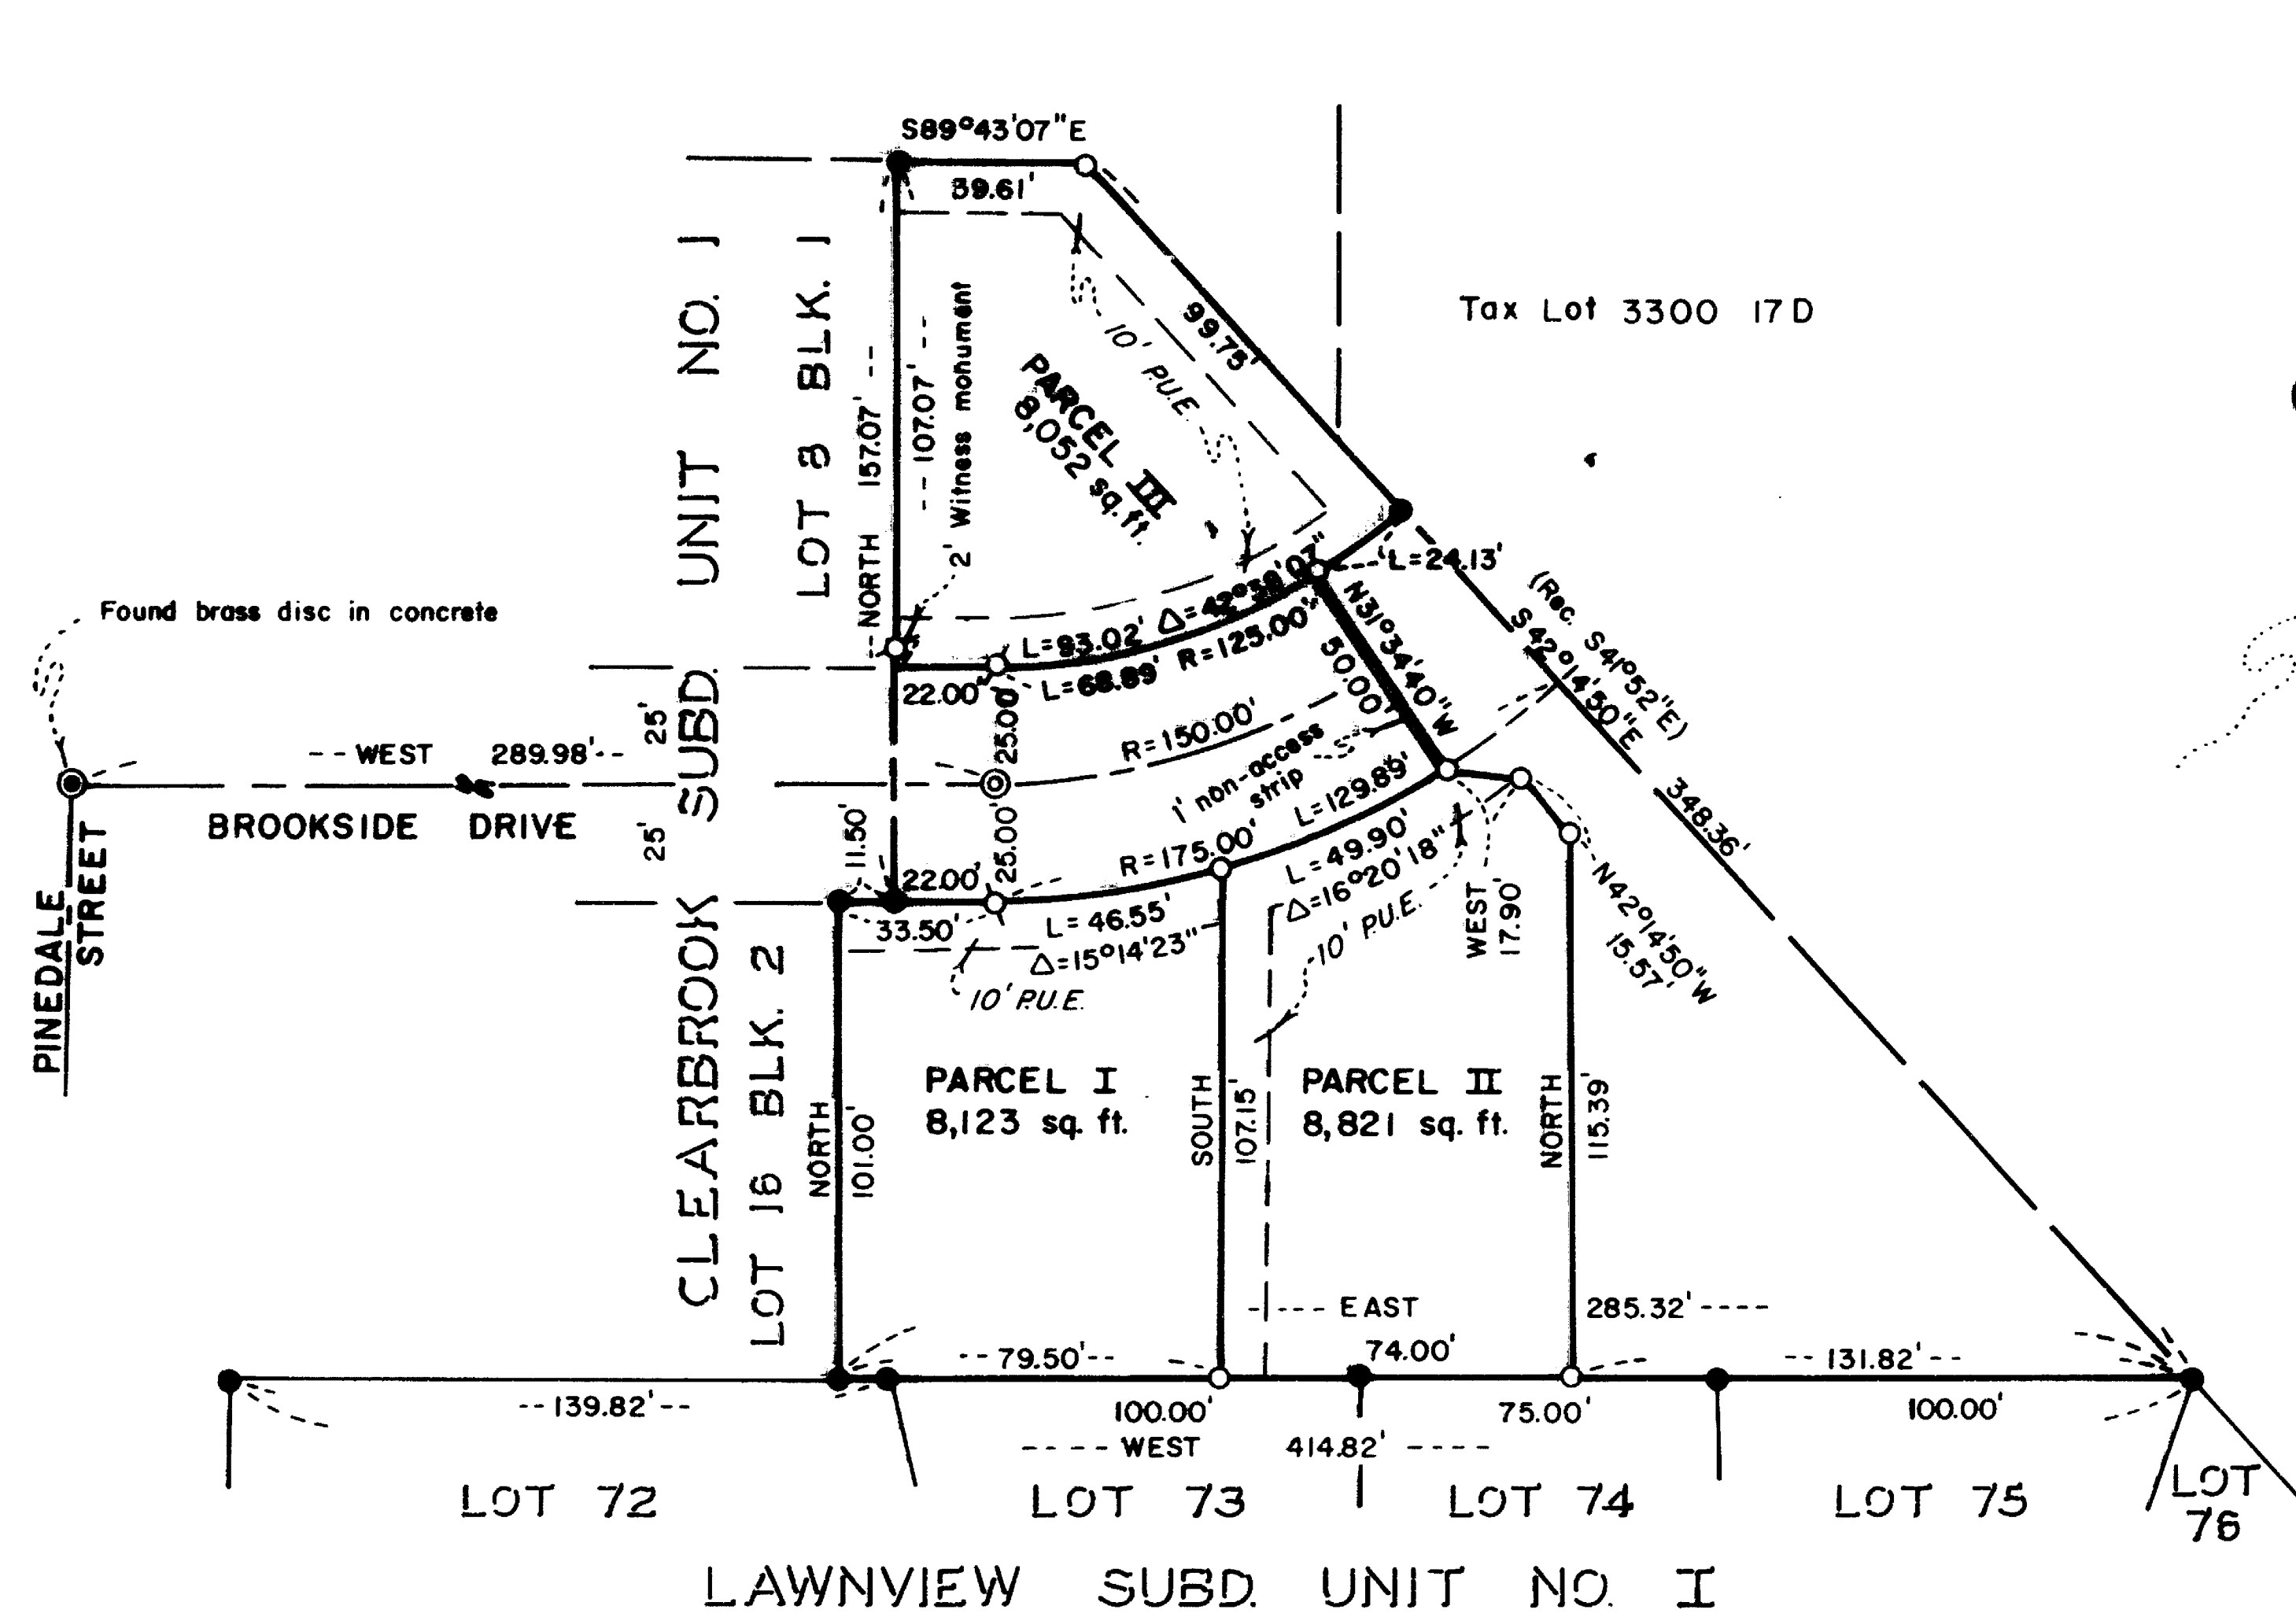 S89°43'07"E
39.61'
99.75'
Tax Lot 3300 17D
UNIT NO. 1
LOT 8 BLK. 1
--NORTH 157.07' --
--107.07'--
2' Witness monument
10' P.U.E.
PARCEL III
8,052 sq. ft.
L=24.13'
L=93.02' Δ=42°38'07"
L=68.89' R=125.00'
22.00'
N31°34'40"W
50.00'
(Rec. S41°52"E)
S42°14'50"E
348.36'
Found brass disc in concrete
--WEST 289.98'--
25'
25'
BROOKSIDE DRIVE
PINEDALE
STREET
25.00'
25.00'
R=150.00'
1' non-access
strip
L=129.89'
R=175.00'
11.50'
22.00'
33.50'
L=46.55'
Δ=15°14'23"
10' P.U.E.
L=49.90'
Δ=16°20'18"
10' P.U.E.
WEST
17.90'
N42°14'50"W
15.57'
CLEARBROOK SUBD.
LOT 16 BLK. 2
NORTH
101.00'
PARCEL I
8,123 sq. ft.
SOUTH
107.15'
PARCEL II
8,821 sq. ft.
NORTH
115.39'
---- EAST 285.32'----
--79.50'--
74.00'
--131.82'--
--139.82'--
100.00'
75.00'
100.00'
---- WEST 414.82' ----
LOT 72
LOT 73
LOT 74
LOT 75
LOT
76
LAWNVIEW SUBD. UNIT NO. I